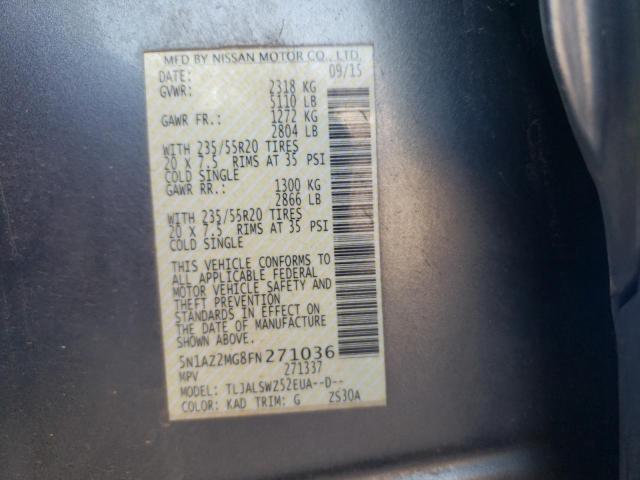 MFD BY NISSAN MOTOR CO., LTD.
DATE: 09/15
GVWR: 2318 KG
5110 LB
GAWR FR.: 1272 KG
2804 LB
WITH 235/55R20 TIRES
20 X 7.5 RIMS AT 35 PSI
COLD SINGLE
GAWR RR.: 1300 KG
2866 LB
WITH 235/55R20 TIRES
20 X 7.5 RIMS AT 35 PSI
COLD SINGLE
THIS VEHICLE CONFORMS TO
ALL APPLICABLE FEDERAL
MOTOR VEHICLE SAFETY AND
THEFT PREVENTION
STANDARDS IN EFFECT ON
THE DATE OF MANUFACTURE
SHOWN ABOVE.
5N1AZ2MG8FN271036
MPV 271337
MODEL: TLJALSWZ52EUA--D--
COLOR: KAD TRIM: G ZS30A